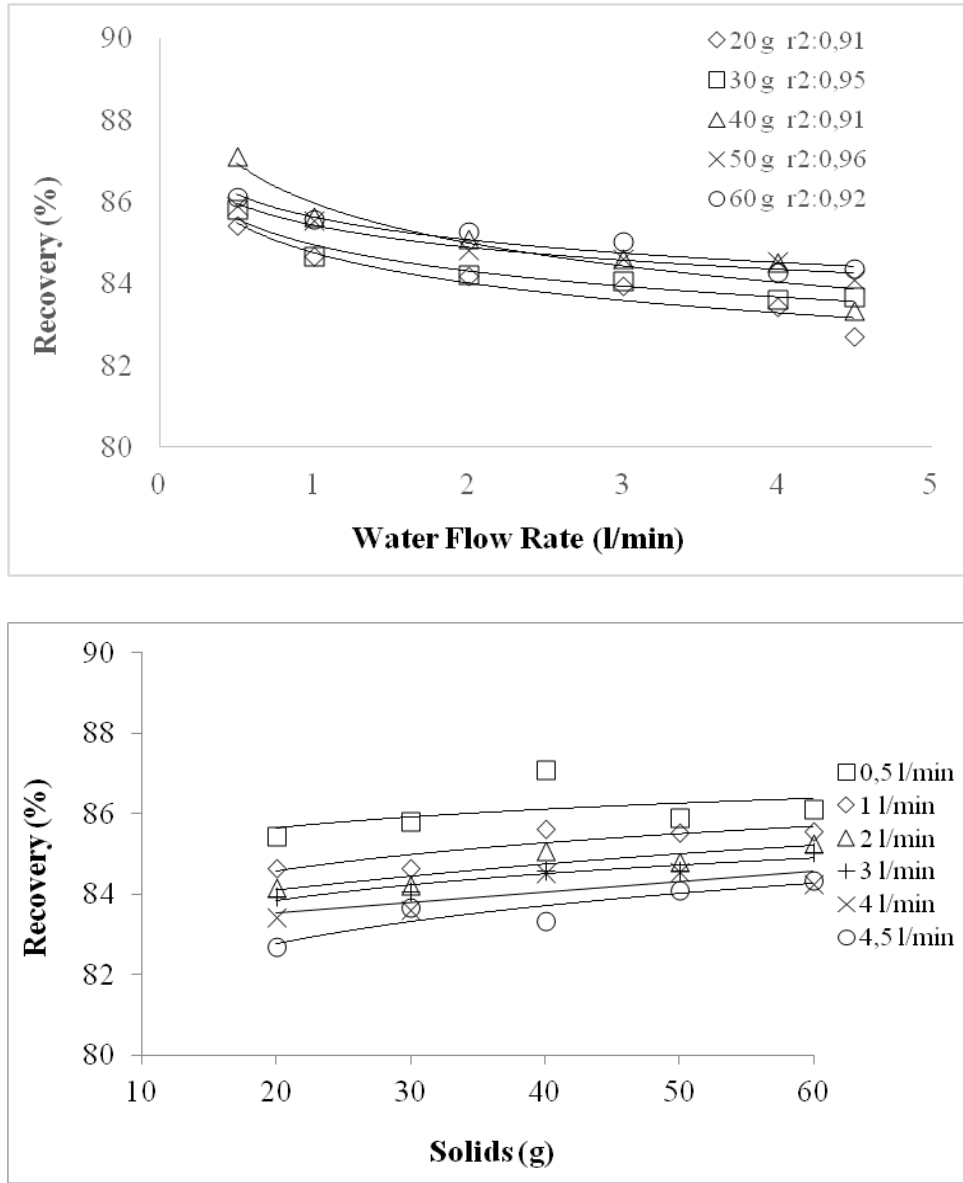 90
88
86
84
82
80
Recovery (%)
20 g r2:0,91
30 g r2:0,95
40 g r2:0,91
50 g r2:0,96
60 g r2:0,92
0 1 2 3 4 5
Water Flow Rate (l/min)
90
88
86
84
82
80
Recovery (%)
0,5 l/min
1 l/min
2 l/min
3 l/min
4 l/min
4,5 l/min
10 20 30 40 50 60
Solids (g)